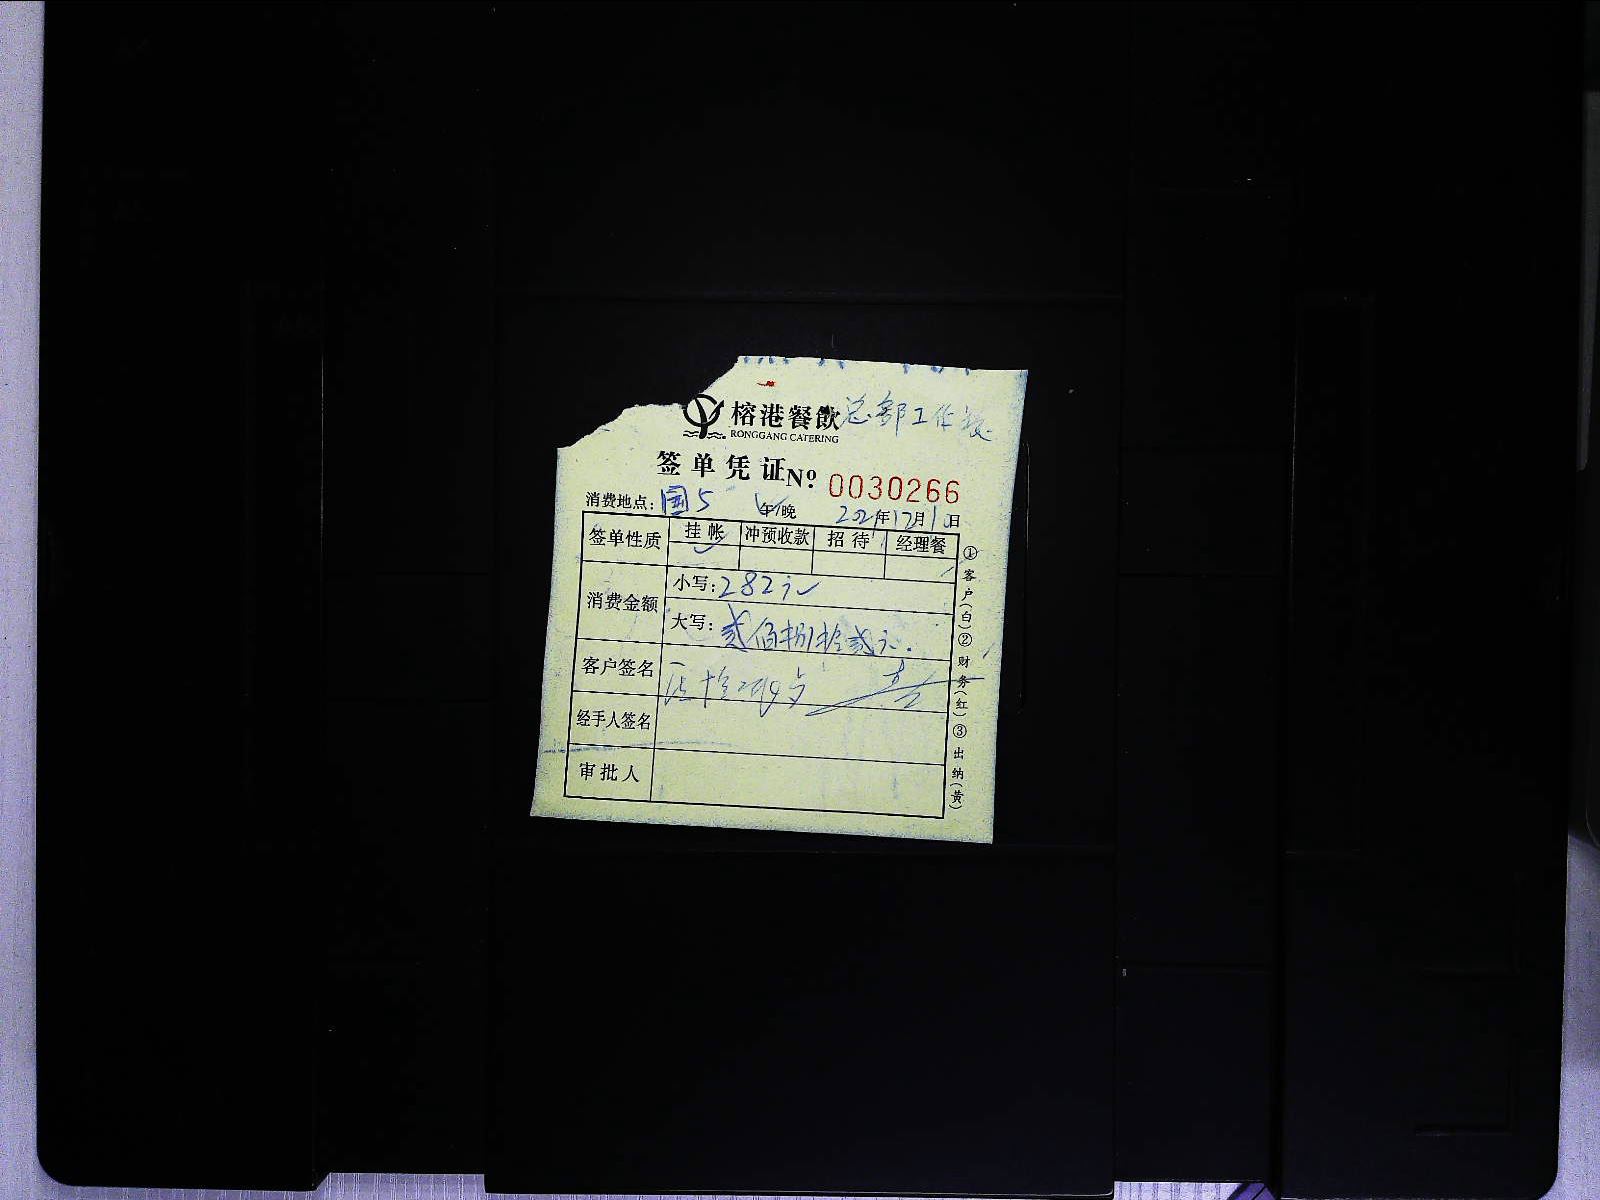 榕港餐飲 总部工作餐
RONGGANG CATERING
签单凭证 Nº: 0030266
消费地点: 国5 午/晚 2021年12月1日
签单性质 挂帐 冲预收款 招待 经理餐
消费金额 小写: 282元
大写: 贰佰捌拾贰元.
客户签名
经手人签名
审批人
①客户(白)②财务(红)③出纳(黄)